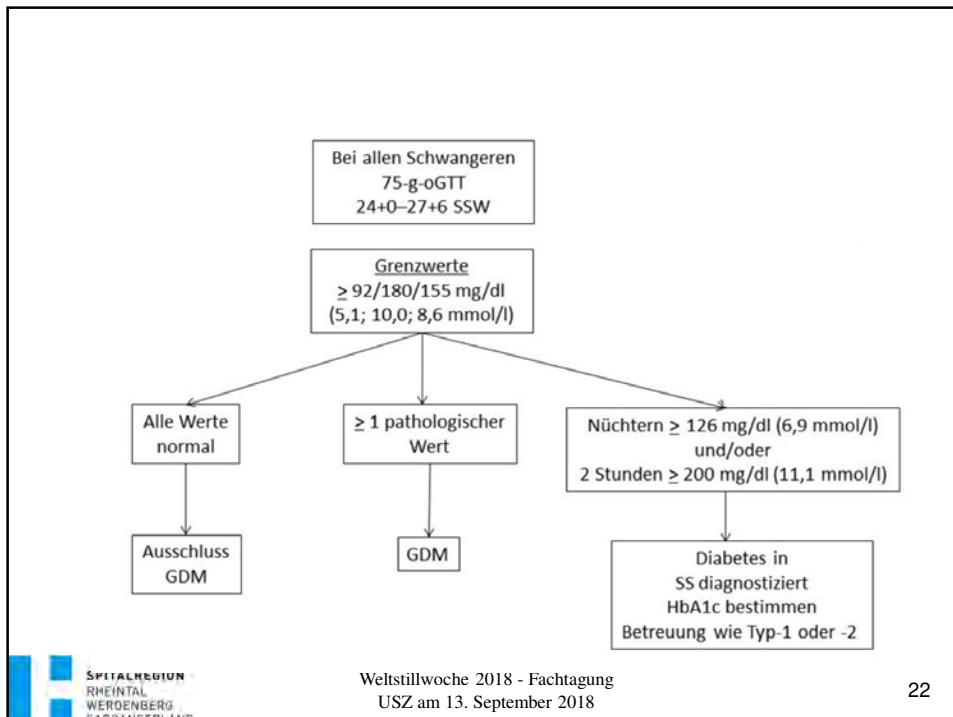 Bei allen Schwangeren
75-g-oGTT
24+0–27+6 SSW
Grenzwerte
≥ 92/180/155 mg/dl
(5,1; 10,0; 8,6 mmol/l)
Alle Werte
normal
≥ 1 pathologischer
Wert
Nüchtern ≥ 126 mg/dl (6,9 mmol/l)
und/oder
2 Stunden ≥ 200 mg/dl (11,1 mmol/l)
Ausschluss
GDM
GDM
Diabetes in
SS diagnostiziert
HbA1c bestimmen
Betreuung wie Typ-1 oder -2
SPITALREGION
RHEINTAL
WERDENBERG
SARGANSERLAND
Weltstillwoche 2018 - Fachtagung
USZ am 13. September 2018
22